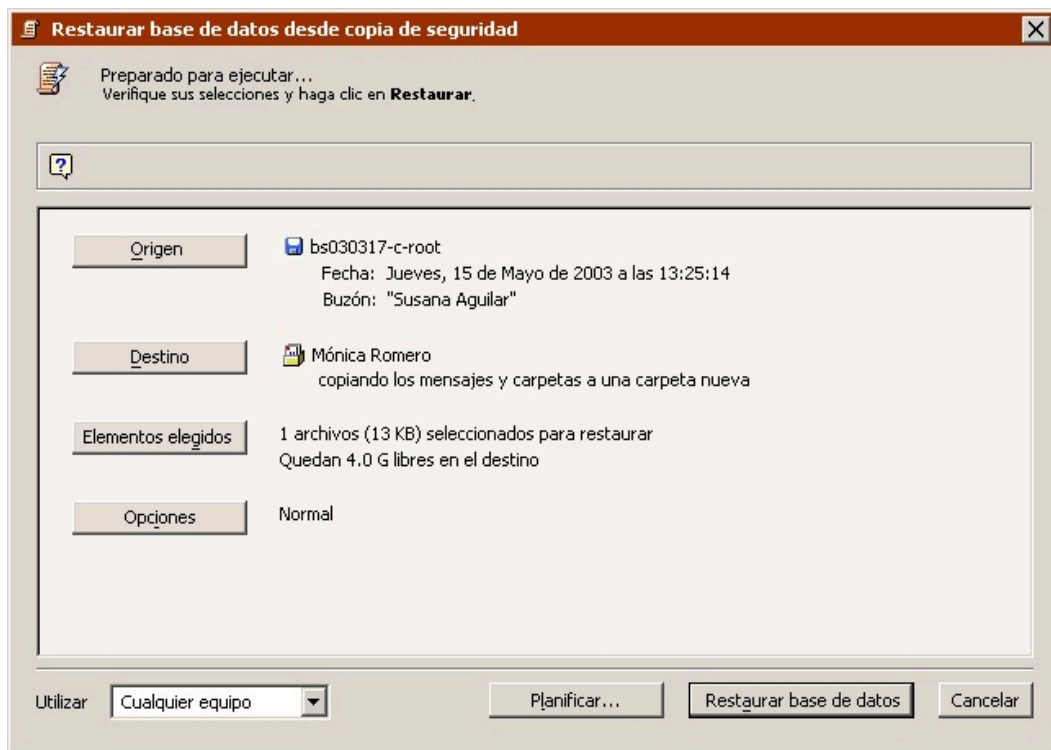 Restaurar base de datos desde copia de seguridad
Preparado para ejecutar...
Verifique sus selecciones y haga clic en Restaurar.
Origen
bs030317-c-root
Fecha: Jueves, 15 de Mayo de 2003 a las 13:25:14
Buzón: "Susana Aguilar"
Destino
Mónica Romero
copiando los mensajes y carpetas a una carpeta nueva
Elementos elegidos
1 archivos (13 KB) seleccionados para restaurar
Quedan 4.0 G libres en el destino
Opciones
Normal
Utilizar
Cualquier equipo
Planificar...
Restaurar base de datos
Cancelar